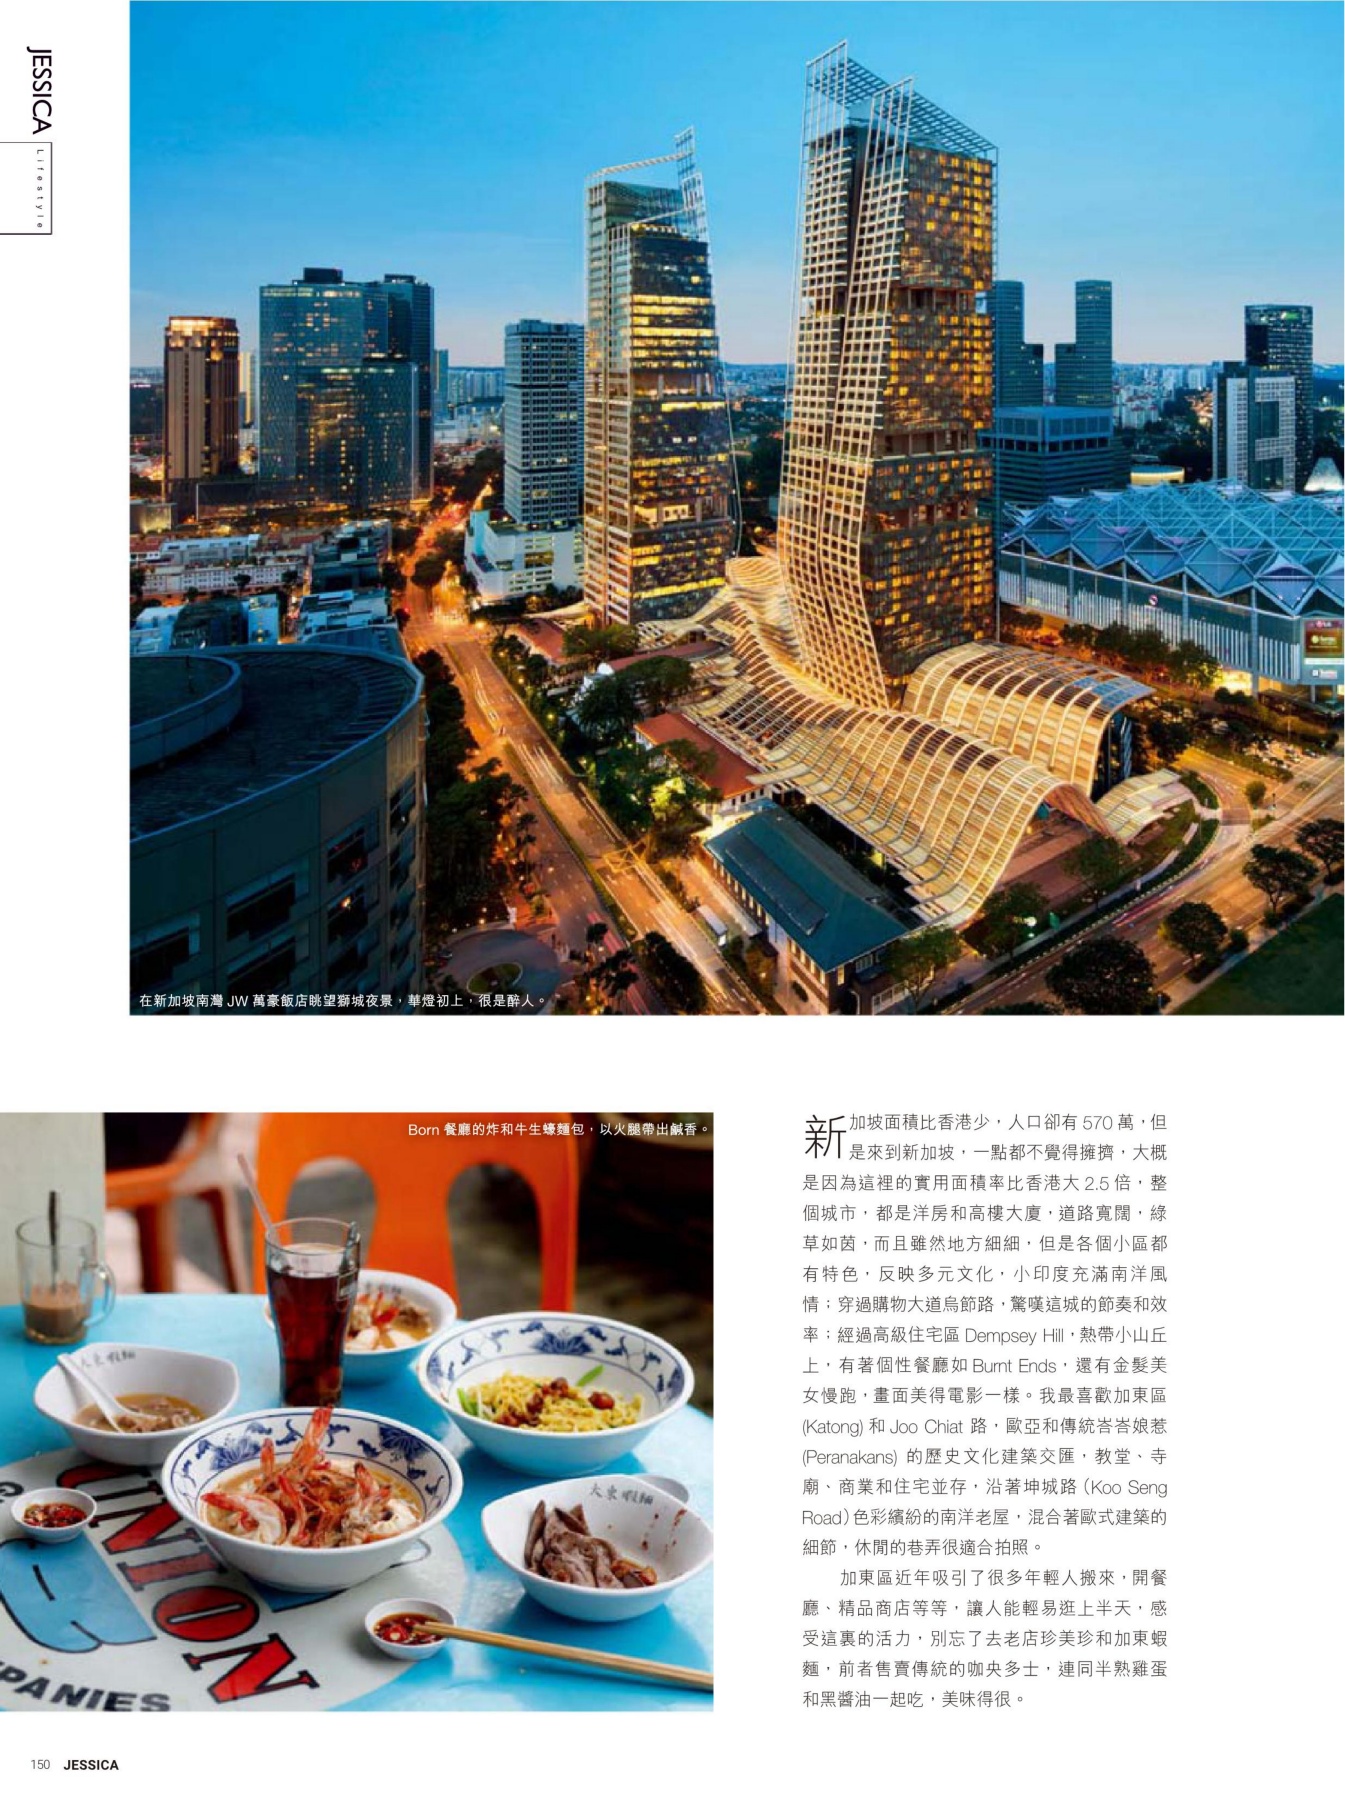 JESSICA
Lifestyle
在新加坡南灣 JW 萬豪飯店眺望獅城夜景，華燈初上，很是醉人。
Born 餐廳的炸和牛生蠔麵包，以火腿帶出鹹香。
大東蝦麵
大東蝦麵
UNION
PANIES
新加坡面積比香港少，人口卻有 570 萬，但
是來到新加坡，一點都不覺得擁擠，大概
是因為這裡的實用面積率比香港大 2.5 倍，整
個城市，都是洋房和高樓大廈，道路寬闊，綠
草如茵，而且雖然地方細細，但是各個小區都
有特色，反映多元文化，小印度充滿南洋風
情；穿過購物大道烏節路，驚嘆這城的節奏和效
率；經過高級住宅區 Dempsey Hill，熱帶小山丘
上，有著個性餐廳如 Burnt Ends，還有金髮美
女慢跑，畫面美得電影一樣。我最喜歡加東區
(Katong) 和 Joo Chiat 路，歐亞和傳統峇峇娘惹
(Peranakans) 的歷史文化建築交匯，教堂、寺
廟、商業和住宅並存，沿著坤城路（Koo Seng
Road）色彩繽紛的南洋老屋，混合著歐式建築的
細節，休閒的巷弄很適合拍照。
加東區近年吸引了很多年輕人搬來，開餐
廳、精品商店等等，讓人能輕易逛上半天，感
受這裏的活力，別忘了去老店珍美珍和加東蝦
麵，前者售賣傳統的咖央多士，連同半熟雞蛋
和黑醬油一起吃，美味得很。
150 JESSICA